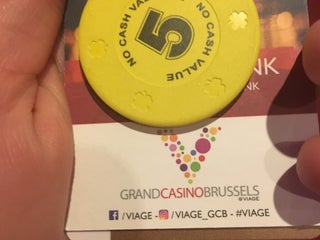 NO CASH VALUE
5
NO CASH VALUE
NK
NK
GRANDCASINOBRUSSELS
@VIAGE
/VIAGE - /VIAGE_GCB - #VIAGE